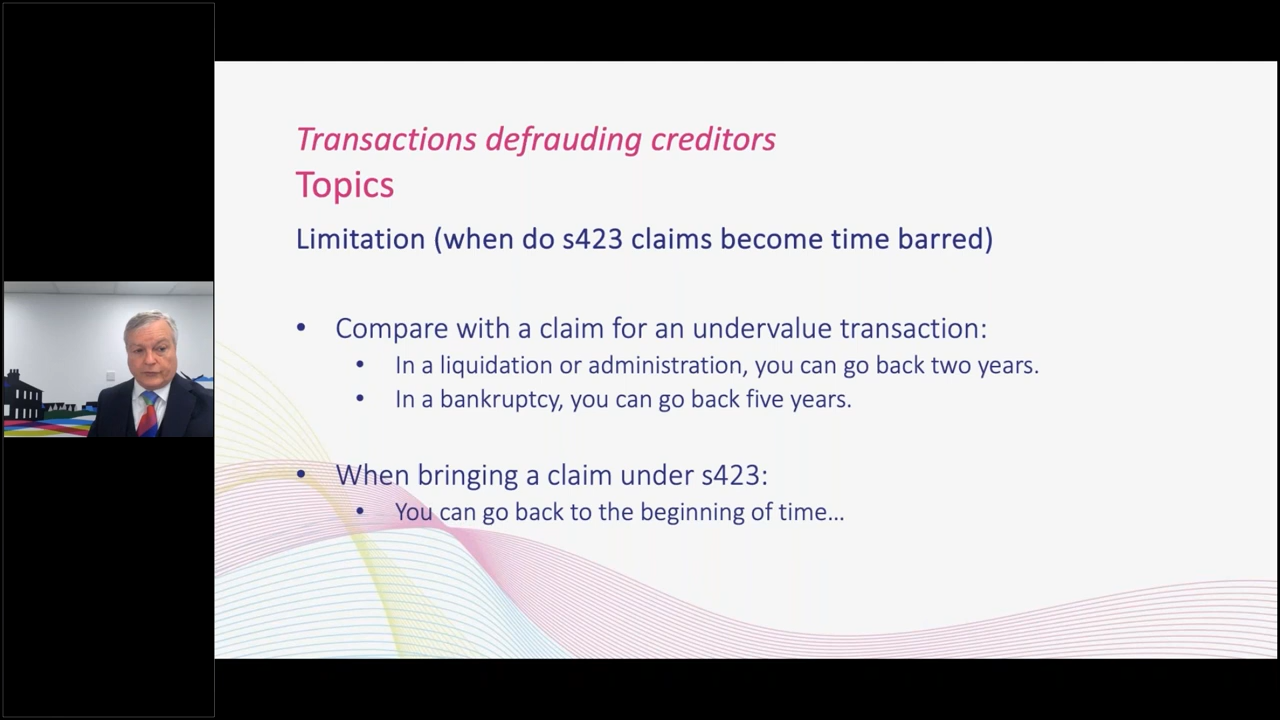 Transactions defrauding creditors
Topics
Limitation (when do s423 claims become time barred)
• Compare with a claim for an undervalue transaction:
• In a liquidation or administration, you can go back two years.
• In a bankruptcy, you can go back five years.
• When bringing a claim under s423:
• You can go back to the beginning of time…